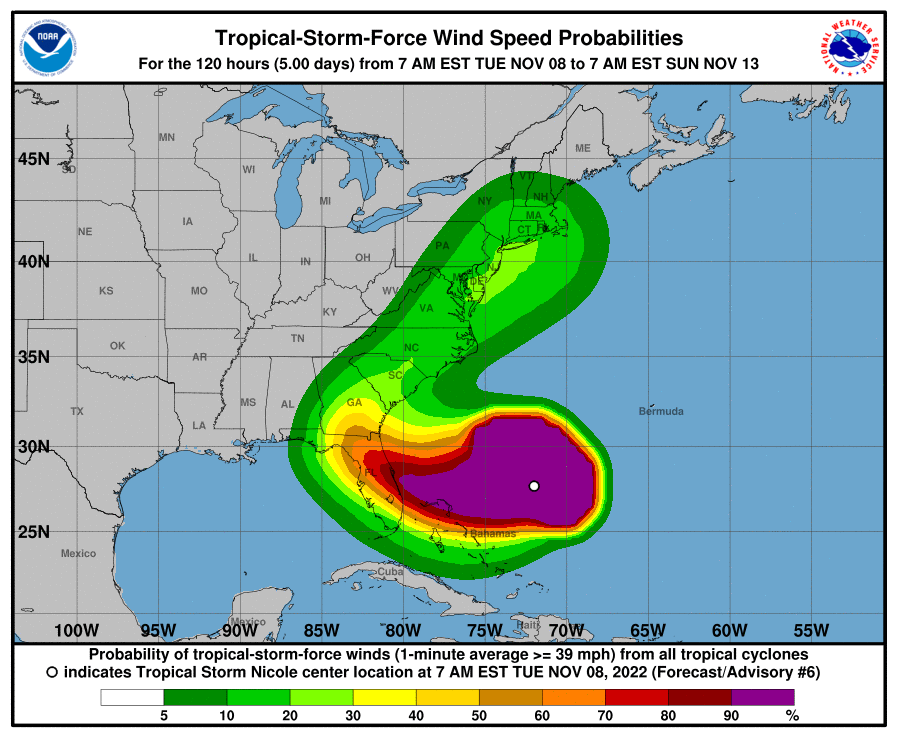 Tropical-Storm-Force Wind Speed Probabilities
For the 120 hours (5.00 days) from 7 AM EST TUE NOV 08 to 7 AM EST SUN NOV 13
NOAA
NATIONAL WEATHER SERVICE
MN
ME
45N
SD
WI
VT
MI
NY
NH
IA
MA
NE
CT
PA
40N
IL
IN
OH
NJ
DE
KS
MO
WV
VA
KY
TN
NC
OK
35N
AR
SC
TX
MS
AL
GA
Bermuda
LA
30N
FL
25N
Bahamas
Mexico
Cuba
Mexico
Haiti
100W 95W 90W 85W 80W 75W 70W 65W 60W 55W
Probability of tropical-storm-force winds (1-minute average >= 39 mph) from all tropical cyclones
indicates Tropical Storm Nicole center location at 7 AM EST TUE NOV 08, 2022 (Forecast/Advisory #6)
5 10 20 30 40 50 60 70 80 90 %